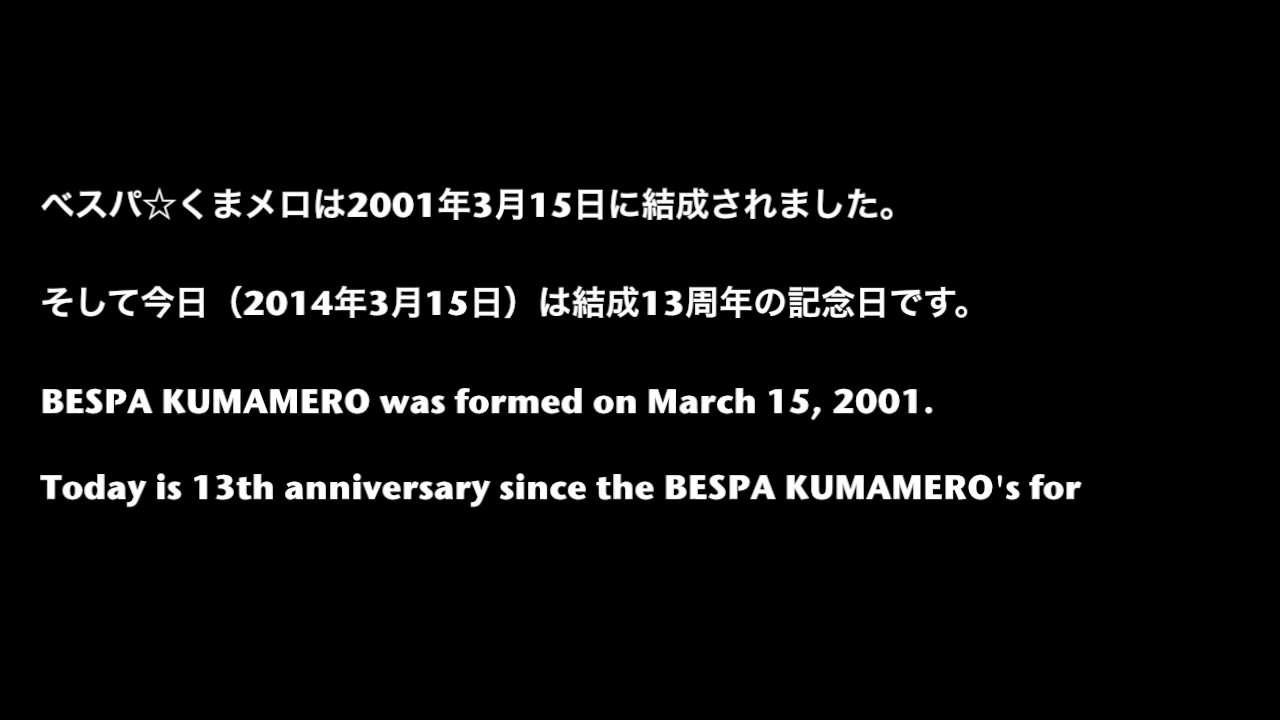 ベスパ☆くまメロは2001年3月15日に結成されました。
そして今日（2014年3月15日）は結成13周年の記念日です。
BESPA KUMAMERO was formed on March 15, 2001.
Today is 13th anniversary since the BESPA KUMAMERO's for